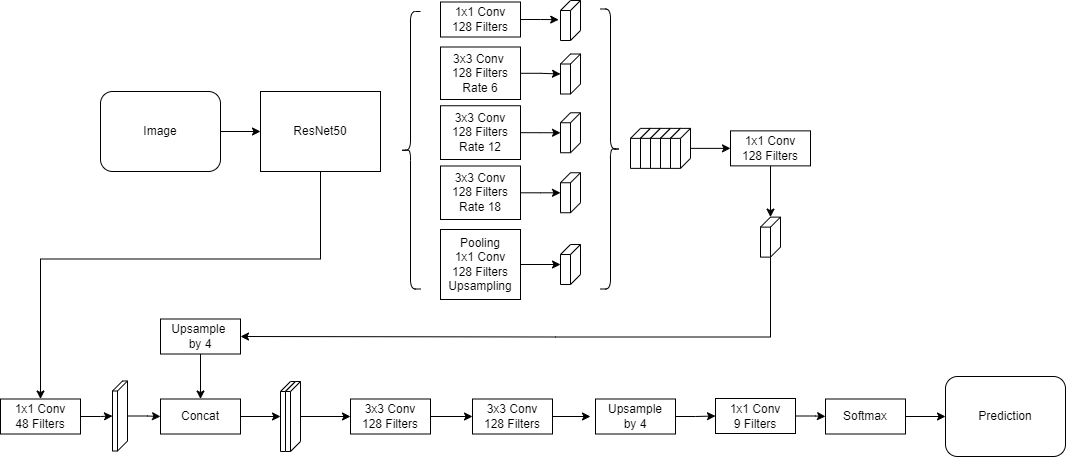 Image
ResNet50
1x1 Conv
128 Filters
3x3 Conv
128 Filters
Rate 6
3x3 Conv
128 Filters
Rate 12
3x3 Conv
128 Filters
Rate 18
Pooling
1x1 Conv
128 Filters
Upsampling
1x1 Conv
128 Filters
Upsample
by 4
1x1 Conv
48 Filters
Concat
3x3 Conv
128 Filters
3x3 Conv
128 Filters
Upsample
by 4
1x1 Conv
9 Filters
Softmax
Prediction